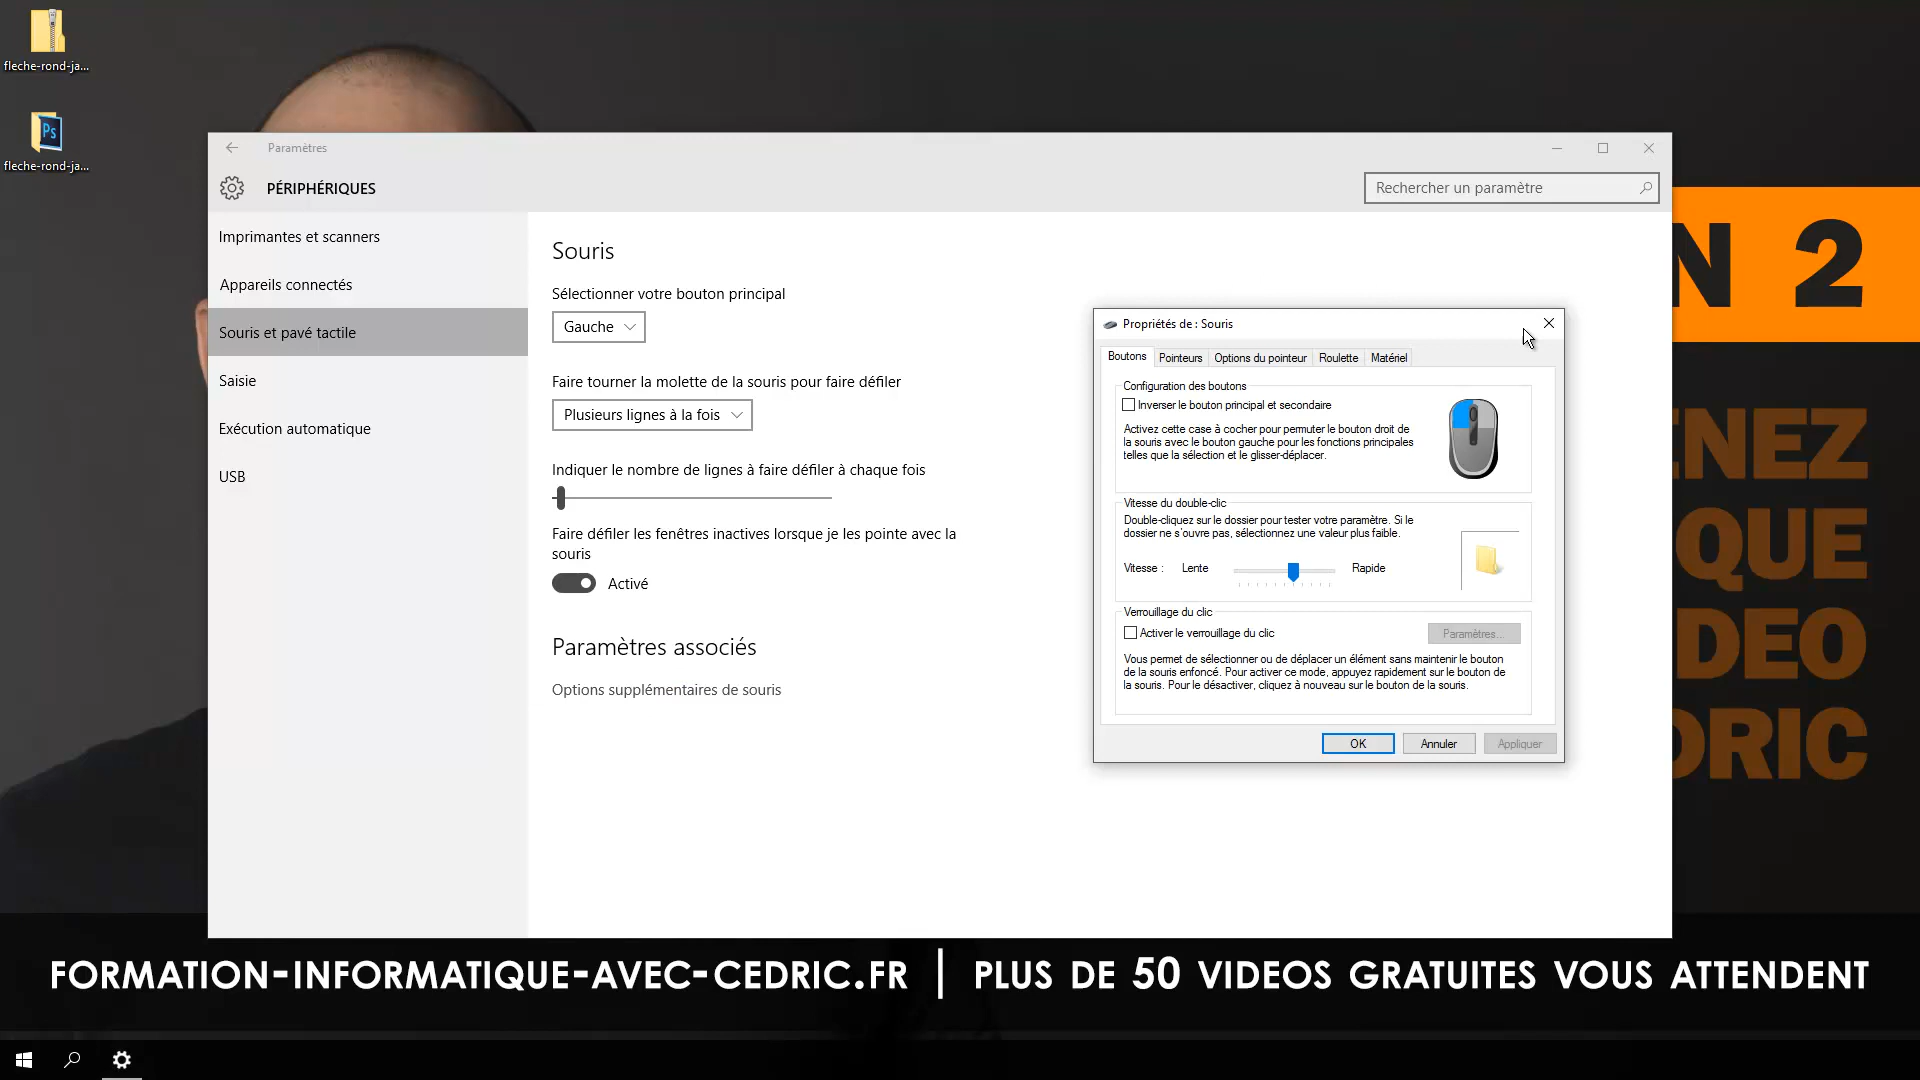 fleche-rond-ja...
fleche-rond-ja...
Paramètres
PÉRIPHÉRIQUES
Rechercher un paramètre
Imprimantes et scanners
Appareils connectés
Souris et pavé tactile
Saisie
Exécution automatique
USB
Souris
Sélectionner votre bouton principal
Gauche
Faire tourner la molette de la souris pour faire défiler
Plusieurs lignes à la fois
Indiquer le nombre de lignes à faire défiler à chaque fois
Faire défiler les fenêtres inactives lorsque je les pointe avec la
souris
Activé
Paramètres associés
Options supplémentaires de souris
Propriétés de : Souris
Boutons Pointeurs Options du pointeur Roulette Matériel
Configuration des boutons
Inverser le bouton principal et secondaire
Activez cette case à cocher pour permuter le bouton droit de
la souris avec le bouton gauche pour les fonctions principales
telles que la sélection et le glisser-déplacer.
Vitesse du double-clic
Double-cliquez sur le dossier pour tester votre paramètre. Si le
dossier ne s'ouvre pas, sélectionnez une valeur plus faible.
Vitesse : Lente Rapide
Verrouillage du clic
Activer le verrouillage du clic
Paramètres...
Vous permet de sélectionner ou de déplacer un élément sans maintenir le bouton
de la souris enfoncé. Pour activer ce mode, appuyez rapidement sur le bouton de
la souris. Pour le désactiver, cliquez à nouveau sur le bouton de la souris.
OK Annuler Appliquer
N 2
NEZ
QUE
DEO
DRIC
Ps
FORMATION-INFORMATIQUE-AVEC-CEDRIC.FR | PLUS DE 50 VIDEOS GRATUITES VOUS ATTENDENT